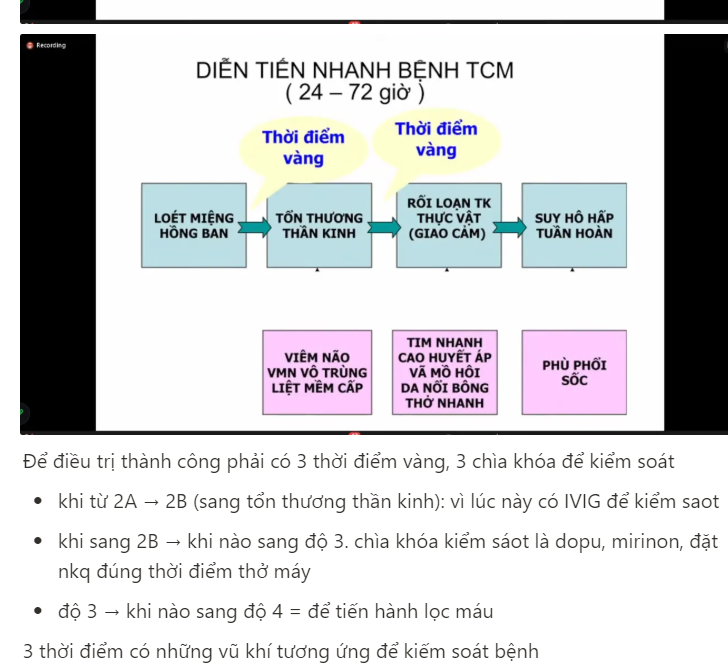 Recording
DIỄN TIẾN NHANH BỆNH TCM
( 24 – 72 giờ )
Thời điểm
vàng
Thời điểm
vàng
LOÉT MIỆNG
HỒNG BAN
TỔN THƯƠNG
THẦN KINH
RỐI LOẠN TK
THỰC VẬT
(GIAO CẢM)
SUY HÔ HẤP
TUẦN HOÀN
VIÊM NÃO
VMN VÔ TRÙNG
LIỆT MỀM CẤP
TIM NHANH
CAO HUYẾT ÁP
VÃ MỒ HÔI
DA NỔI BÔNG
THỞ NHANH
PHÙ PHỔI
SỐC
Để điều trị thành công phải có 3 thời điểm vàng, 3 chìa khóa để kiểm soát
• khi từ 2A → 2B (sang tổn thương thần kinh): vì lúc này có IVIG để kiểm saot
• khi sang 2B → khi nào sang độ 3. chìa khóa kiểm sáot là dopu, mirinon, đặt
nkq đúng thời điểm thở máy
• độ 3 → khi nào sang độ 4 = để tiến hành lọc máu
3 thời điểm có những vũ khí tương ứng để kiếm soát bệnh